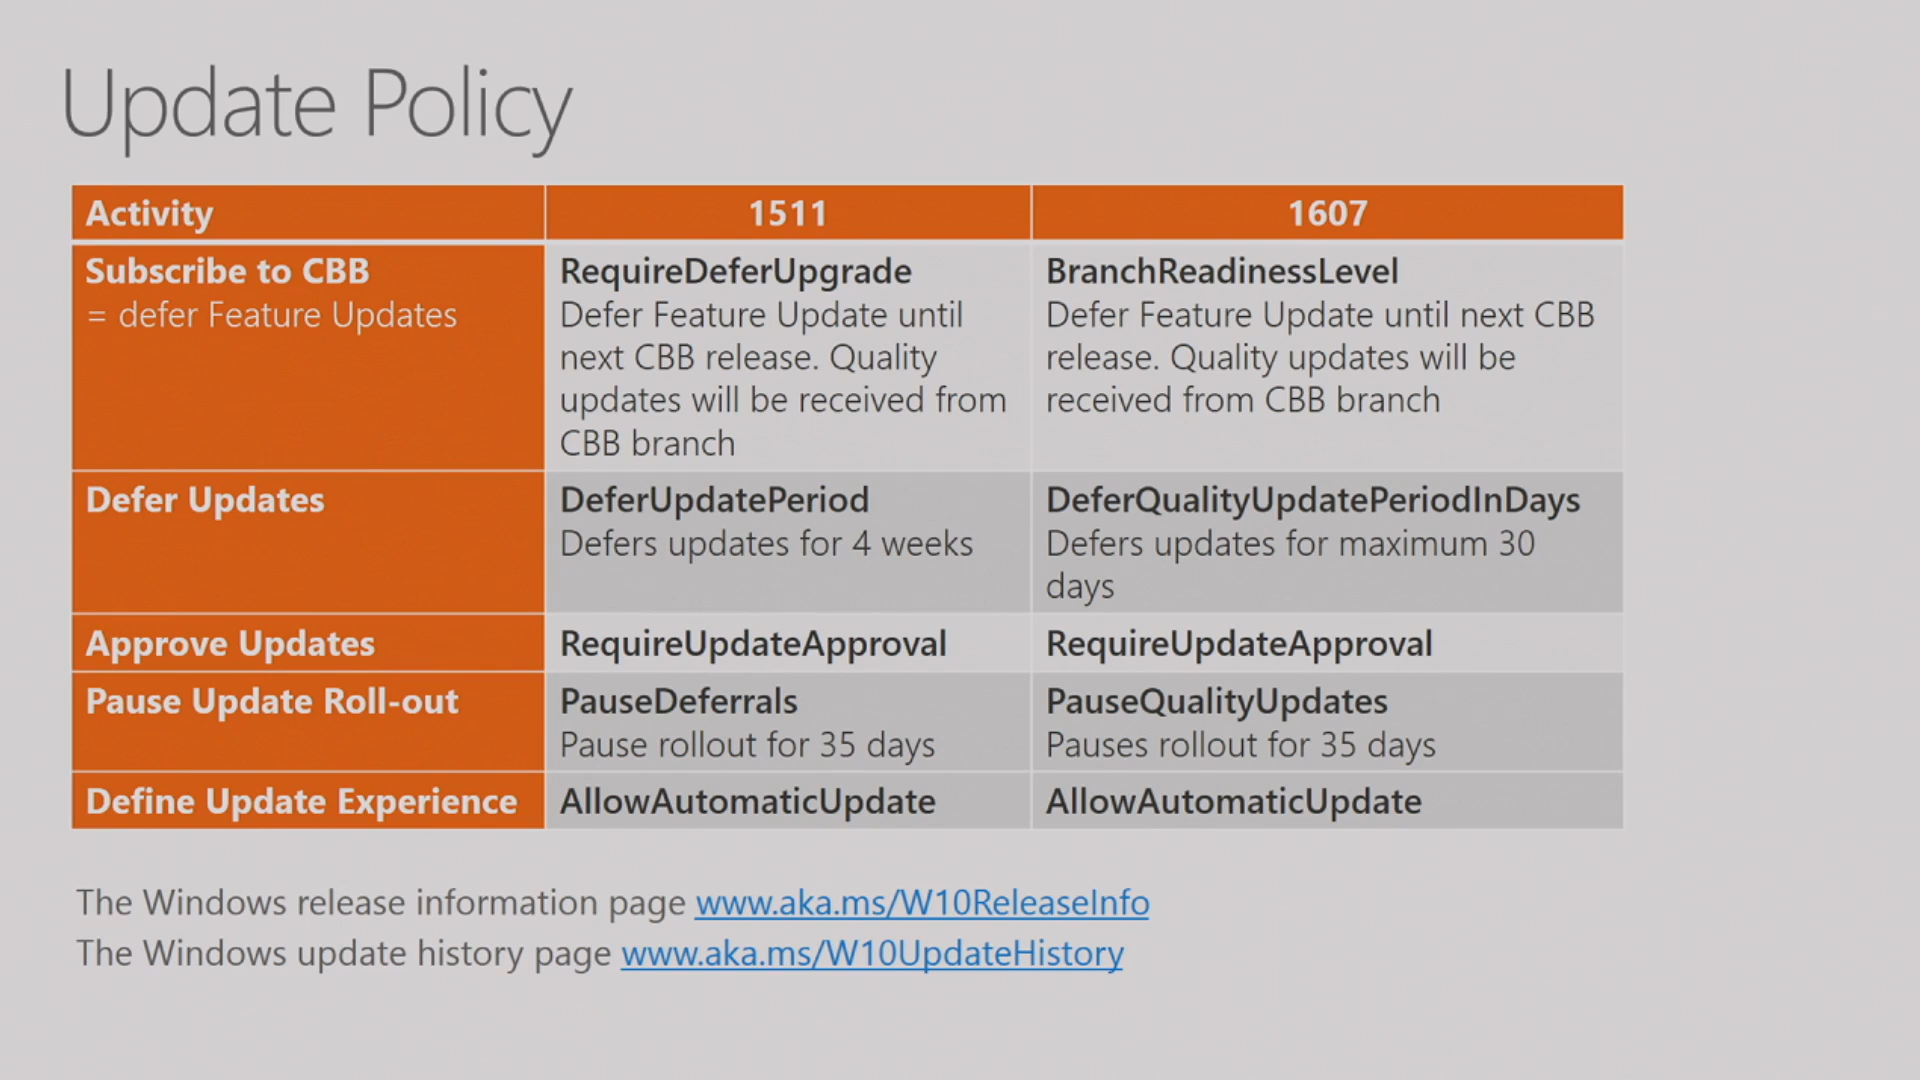 Update Policy
Activity
1511
1607
Subscribe to CBB
= defer Feature Updates
RequireDeferUpgrade
Defer Feature Update until
next CBB release. Quality
updates will be received from
CBB branch
BranchReadinessLevel
Defer Feature Update until next CBB
release. Quality updates will be
received from CBB branch
Defer Updates
DeferUpdatePeriod
Defers updates for 4 weeks
DeferQualityUpdatePeriodInDays
Defers updates for maximum 30
days
Approve Updates
RequireUpdateApproval
RequireUpdateApproval
Pause Update Roll-out
PauseDeferrals
Pause rollout for 35 days
PauseQualityUpdates
Pauses rollout for 35 days
Define Update Experience
AllowAutomaticUpdate
AllowAutomaticUpdate
The Windows release information page www.aka.ms/W10ReleaseInfo
The Windows update history page www.aka.ms/W10UpdateHistory